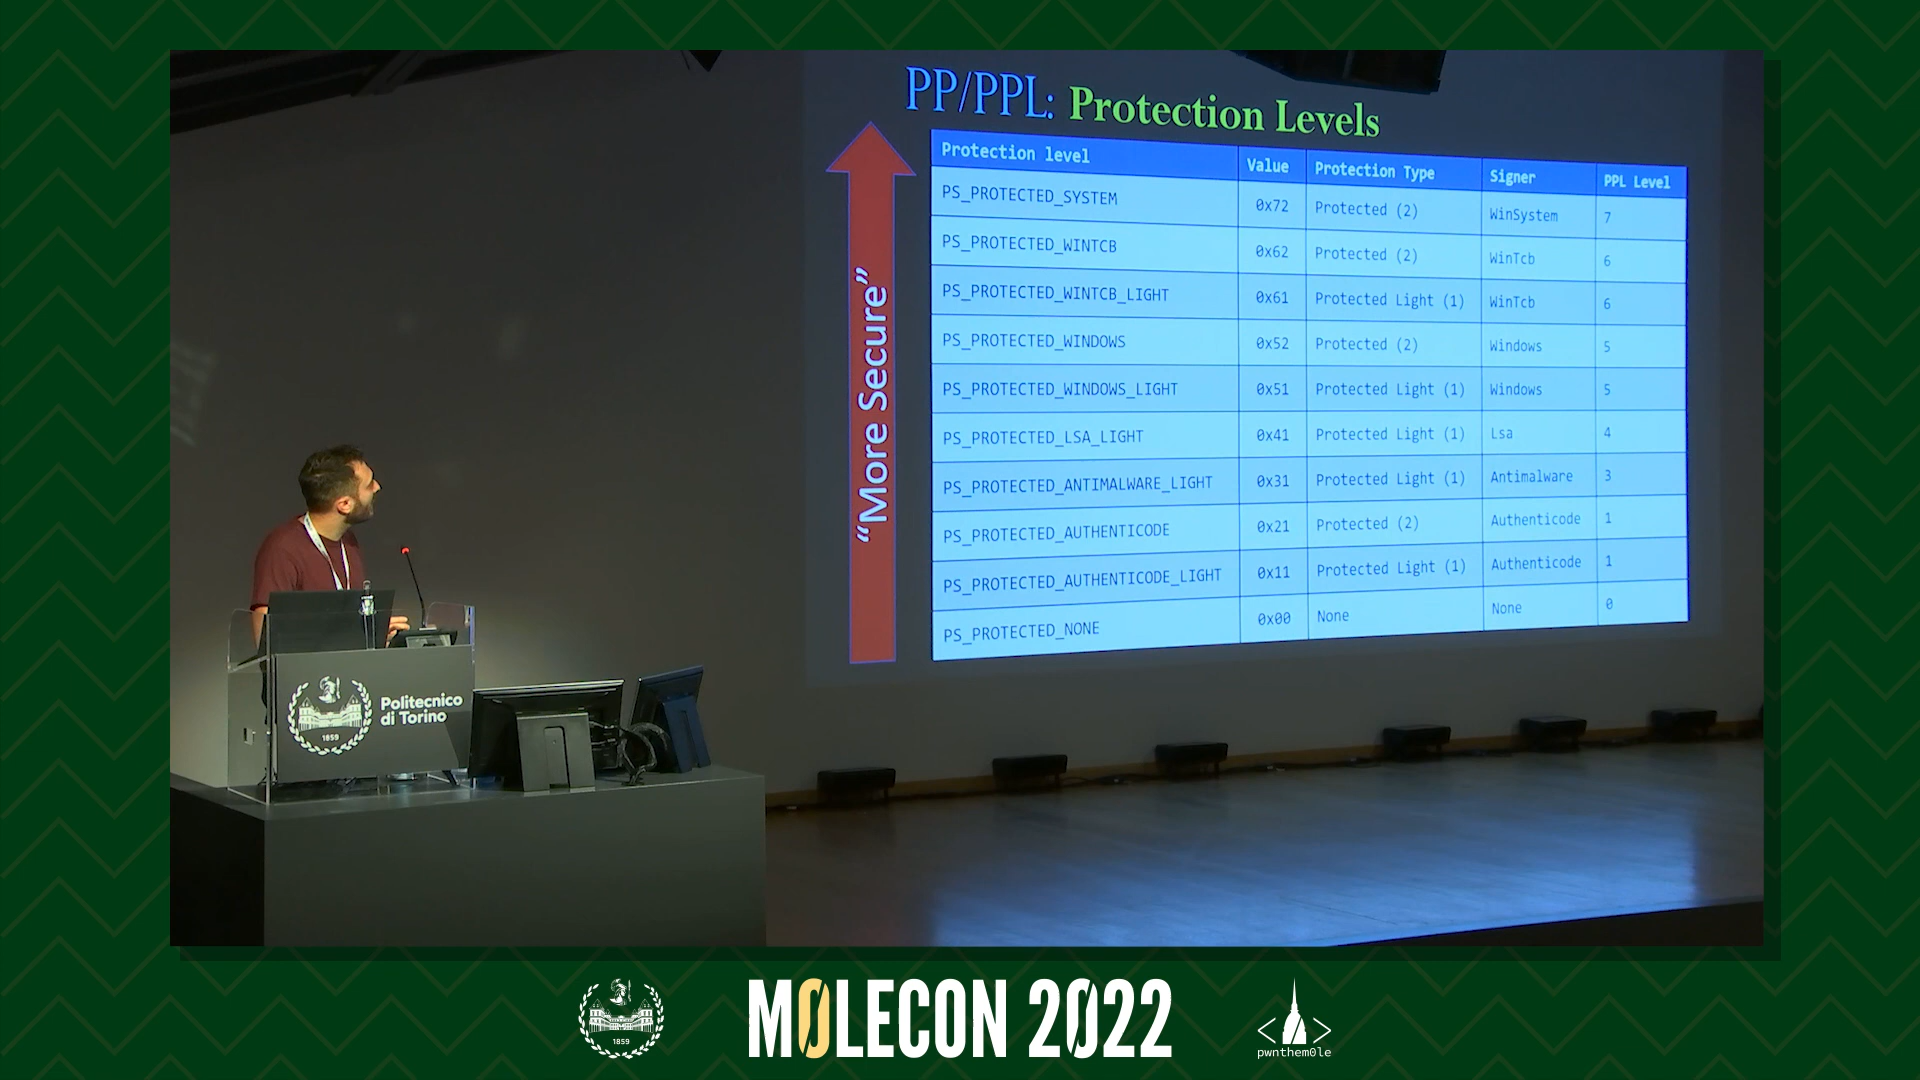 PP/PPL: Protection Levels
"More Secure"
Protection level Value Protection Type Signer PPL Level
PS_PROTECTED_SYSTEM 0x72 Protected (2) WinSystem 7
PS_PROTECTED_WINTCB 0x62 Protected (2) WinTcb 6
PS_PROTECTED_WINTCB_LIGHT 0x61 Protected Light (1) WinTcb 6
PS_PROTECTED_WINDOWS 0x52 Protected (2) Windows 5
PS_PROTECTED_WINDOWS_LIGHT 0x51 Protected Light (1) Windows 5
PS_PROTECTED_LSA_LIGHT 0x41 Protected Light (1) Lsa 4
PS_PROTECTED_ANTIMALWARE_LIGHT 0x31 Protected Light (1) Antimalware 3
PS_PROTECTED_AUTHENTICODE 0x21 Protected (2) Authenticode 1
PS_PROTECTED_AUTHENTICODE_LIGHT 0x11 Protected Light (1) Authenticode 1
PS_PROTECTED_NONE 0x00 None None 0
Politecnico
di Torino
1859
1859
M0LECON 2022
pwnthem0le